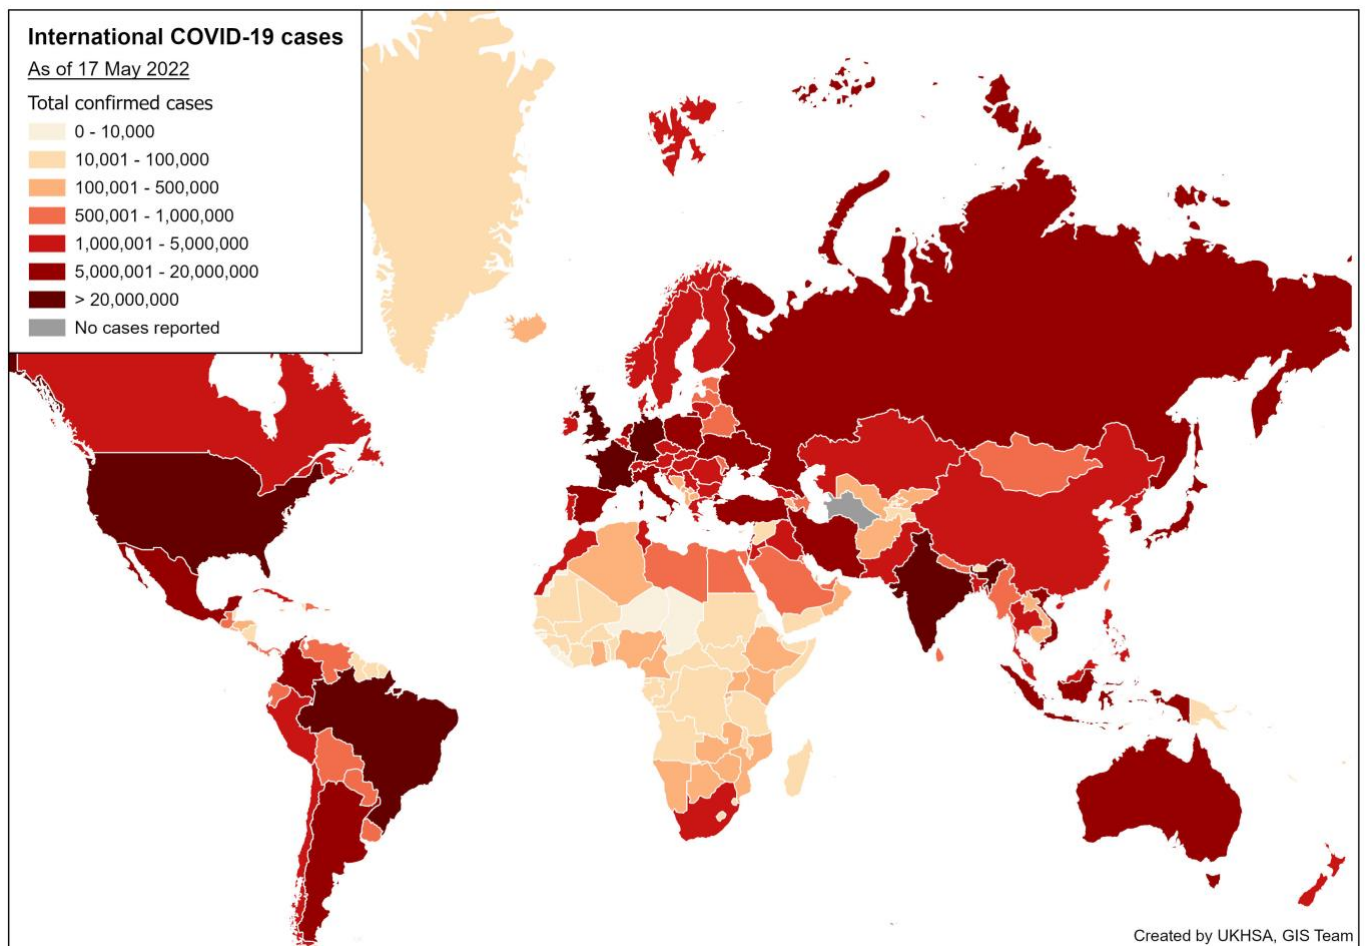 International COVID-19 cases
As of 17 May 2022
Total confirmed cases
0 - 10,000
10,001 - 100,000
100,001 - 500,000
500,001 - 1,000,000
1,000,001 - 5,000,000
5,000,001 - 20,000,000
> 20,000,000
No cases reported
Created by UKHSA, GIS Team